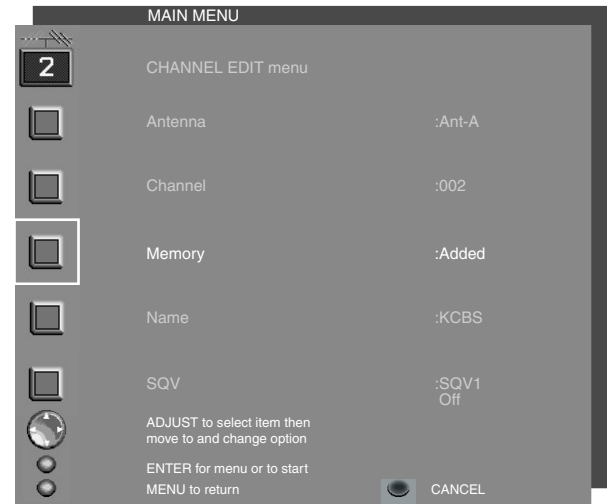 MAIN MENU
2
CHANNEL EDIT menu
Antenna :Ant-A
Channel :002
Memory :Added
Name :KCBS
SQV :SQV1
Off
ADJUST to select item then
move to and change option
ENTER for menu or to start
MENU to return CANCEL